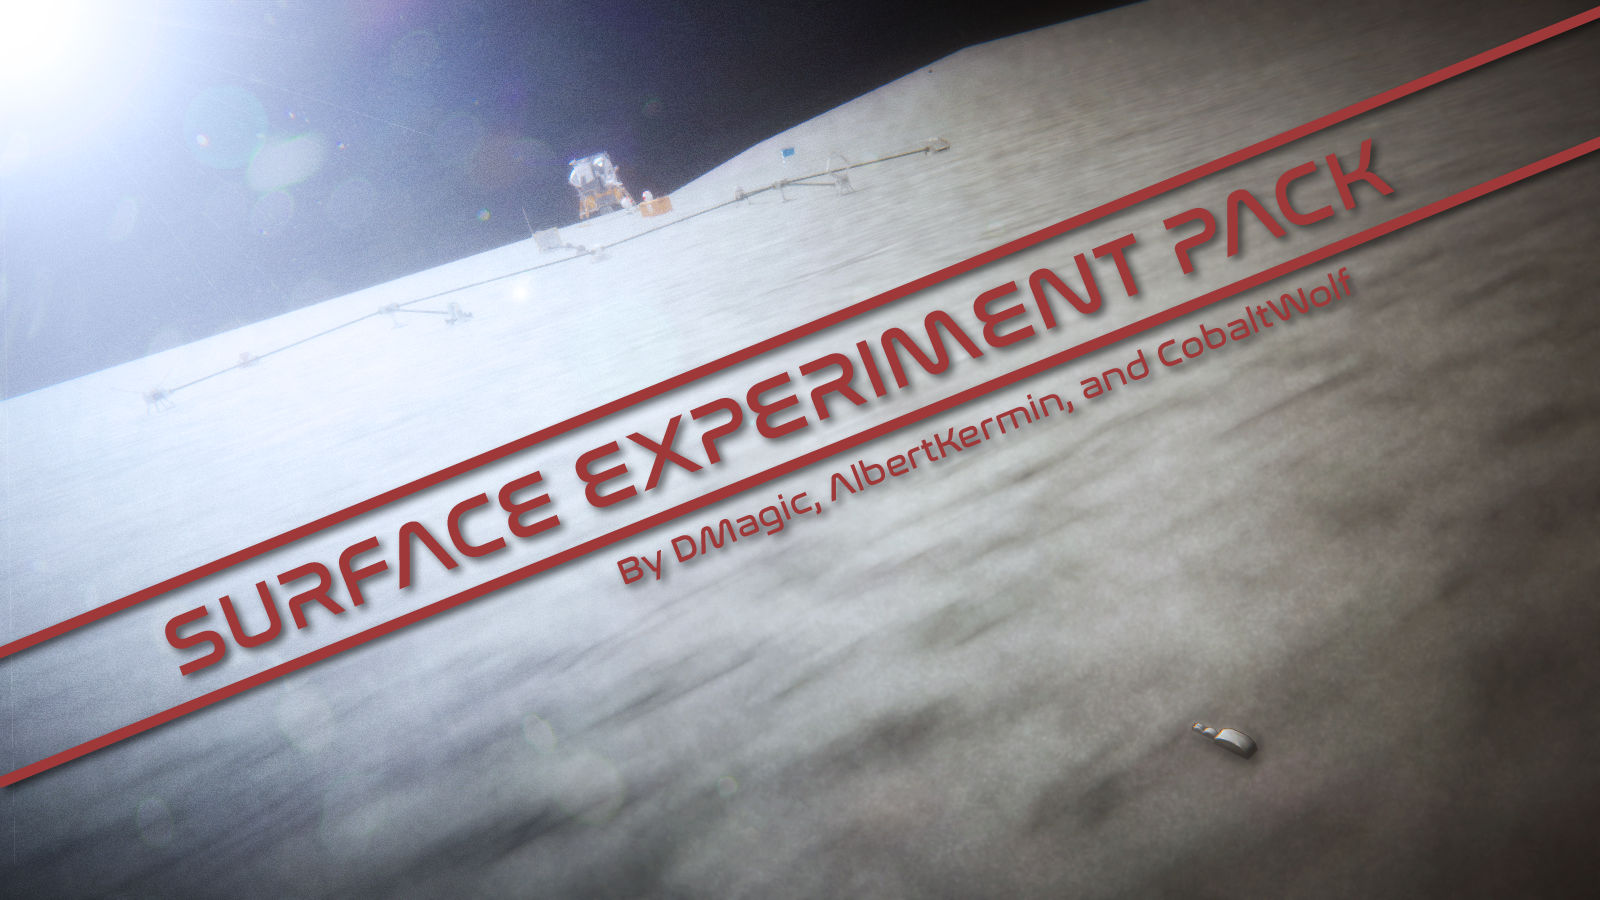 SURFACE EXPERIMENT PACK
By DMagic, AlbertKermin, and CobaltWolf